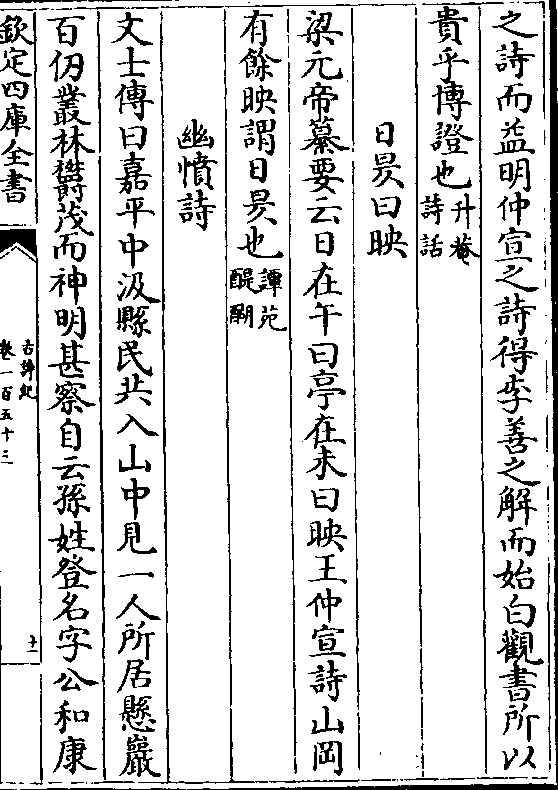 之詩而益明仲宣之詩得李善之解而始白觀書所以
貴乎博證也升菴詩話
日昃曰映
梁元帝纂要云日在午曰亭在未曰映王仲宣詩山岡
有餘映謂日昃也譚苑醍醐
幽憤詩
文士傳曰嘉平中汲縣民共入山中見一人所居懸巖
百仞叢林欝茂而神明甚察自云孫姓登名字公和康
欽定四庫全書
古詩紀
卷一百五十三
十一